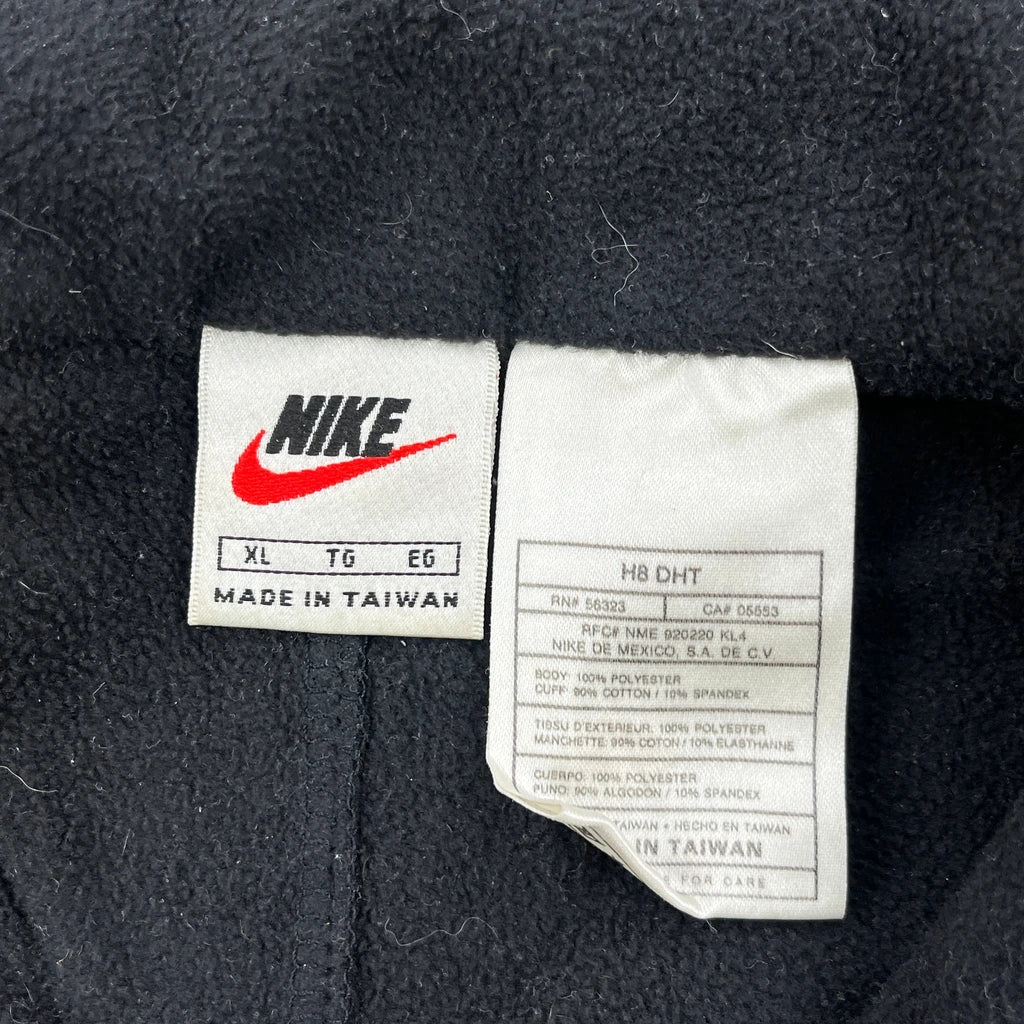 NIKE
XL TG EG
MADE IN TAIWAN
H8 DHT
RN# 56323 CA# 05553
RFC# NME 920220 KL4
NIKE DE MEXICO, S.A. DE C.V.
BODY: 100% POLYESTER
CUFF: 90% COTTON / 10% SPANDEX
TISSU D'EXTERIEUR: 100% POLYESTER
MANCHETTE: 90% COTON / 10% ELASTHANNE
CUERPO: 100% POLYESTER
PUNO: 90% ALGODON / 10% SPANDEX
TAIWAN • HECHO EN TAIWAN
IN TAIWAN
FOR CARE